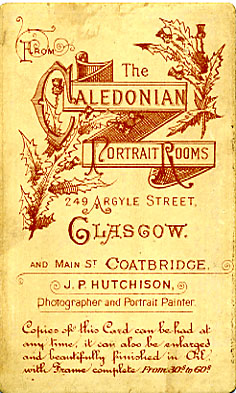 From
The
Caledonian
Portrait Rooms
249 Argyle Street,
Glasgow.
and Main St Coatbridge.
J. P. Hutchison,
Photographer and Portrait Painter.
Copies of this Card can be had at
any time, it can also be enlarged
and beautifully finished in Oil,
with Frame complete From 30s to 60s